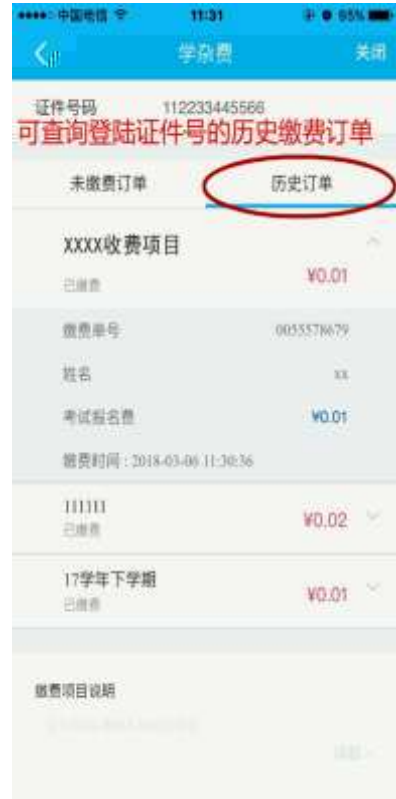 中国电信 11:31 95%
学杂费 关闭
证件号码 112233445566
可查询登陆证件号的历史缴费订单
未缴费订单 历史订单
XXXX收费项目
已缴费 ¥0.01
缴费单号 0055578679
姓名 xx
考试报名费 ¥0.01
缴费时间：2018-03-06 11:30:36
111111
已缴费 ¥0.02
17学年下学期
已缴费 ¥0.01
缴费项目说明